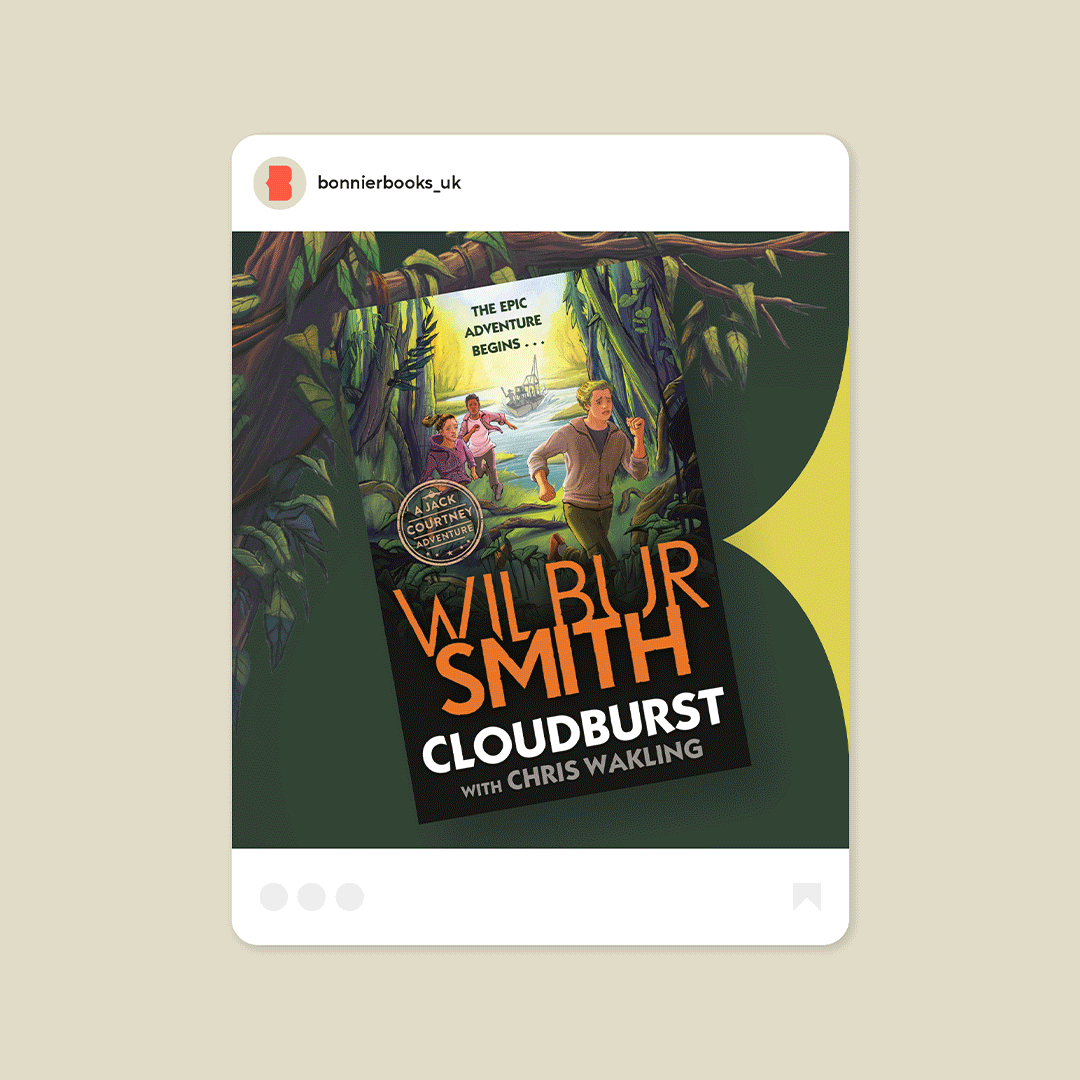 bonnierbooks_uk
THE EPIC
ADVENTURE
BEGINS . . .
A JACK
COURTNEY
ADVENTURE
WILBUR
SMITH
CLOUDBURST
WITH CHRIS WAKLING